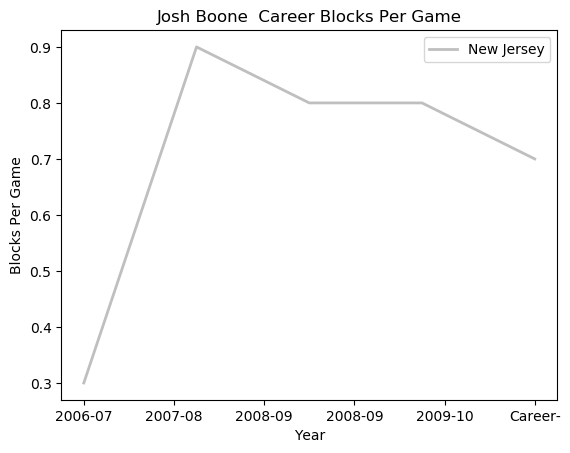 Josh Boone  Career Blocks Per Game
New Jersey
0.9
0.8
0.7
0.6
0.5
0.4
0.3
Blocks Per Game
2006-07 2007-08 2008-09 2008-09 2009-10 Career-
Year